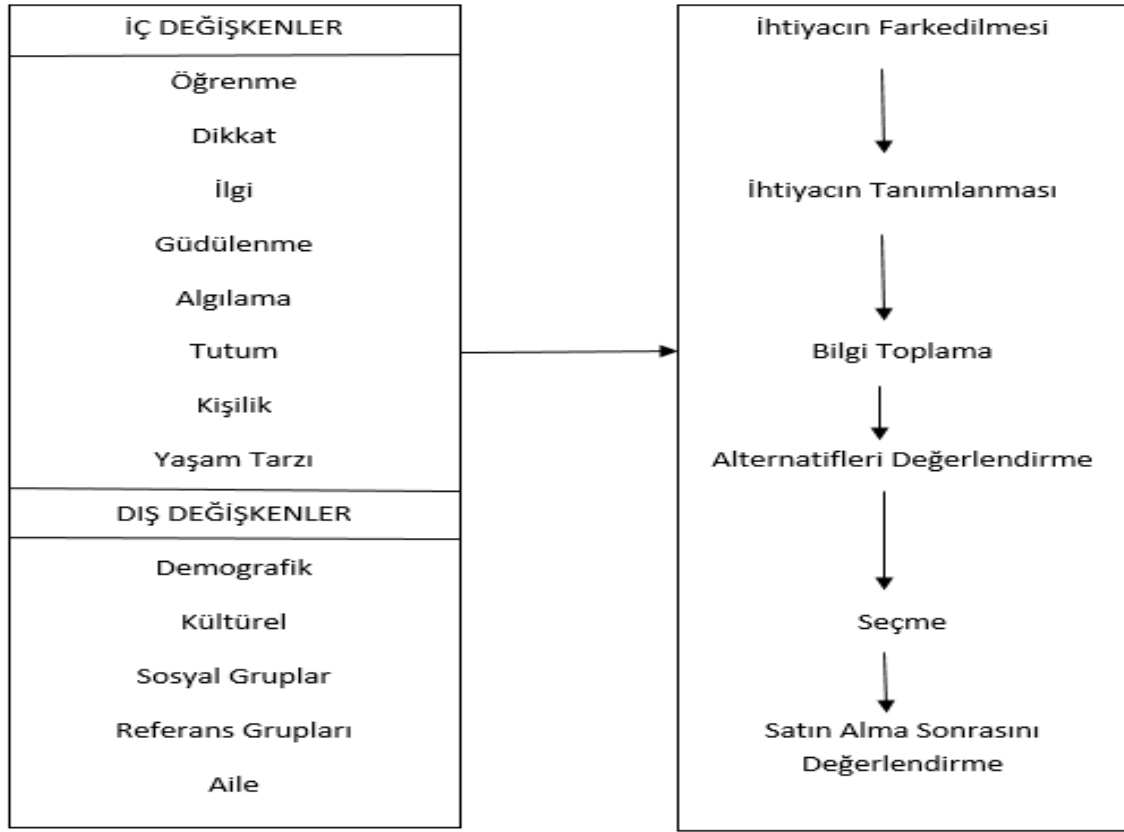 İÇ DEĞİŞKENLER
Öğrenme
Dikkat
İlgi
Güdülenme
Algılama
Tutum
Kişilik
Yaşam Tarzı
DIŞ DEĞİŞKENLER
Demografik
Kültürel
Sosyal Gruplar
Referans Grupları
Aile
İhtiyacın Farkedilmesi
İhtiyacın Tanımlanması
Bilgi Toplama
Alternatifleri Değerlendirme
Seçme
Satın Alma Sonrasını
Değerlendirme